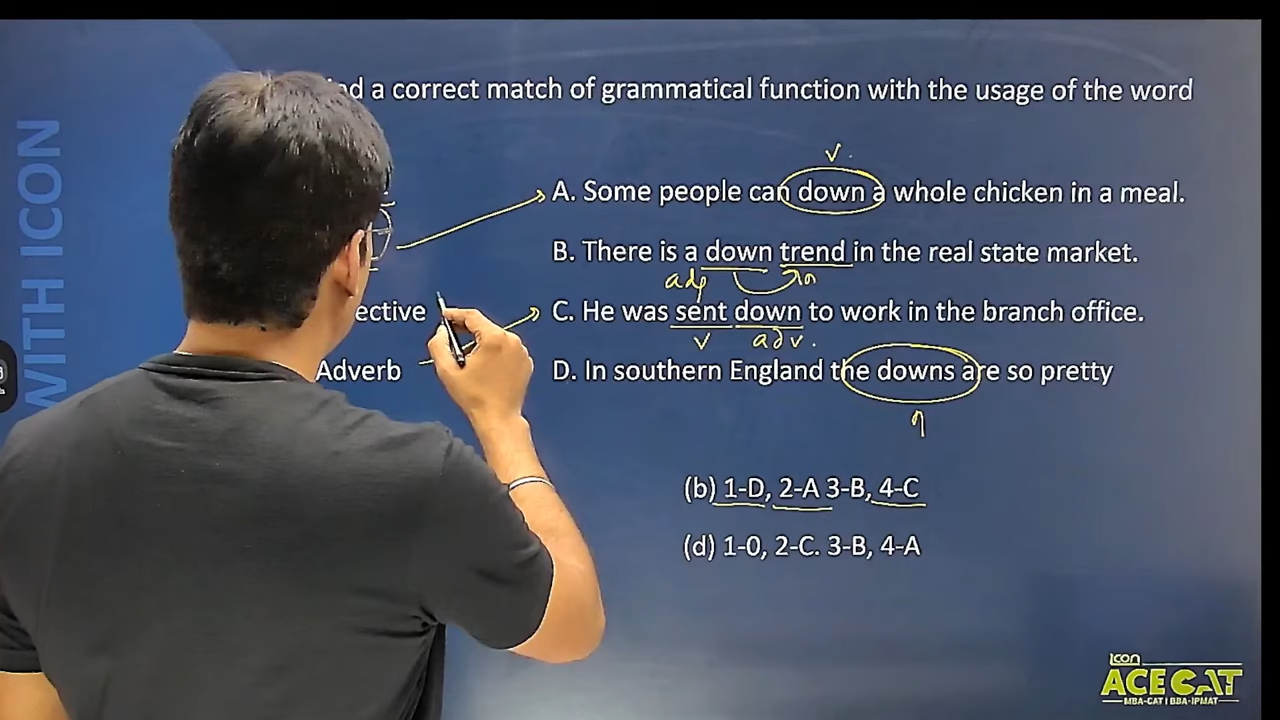 WITH ICON
nd a correct match of grammatical function with the usage of the word
v.
A. Some people can down a whole chicken in a meal.
B. There is a down trend in the real state market.
adj n
ective
C. He was sent down to work in the branch office.
v adv.
Adverb
D. In southern England the downs are so pretty
n
(b) 1-D, 2-A 3-B, 4-C
(d) 1-0, 2-C. 3-B, 4-A
icon
ACE CAT
MBA-CAT | BBA-IPMAT